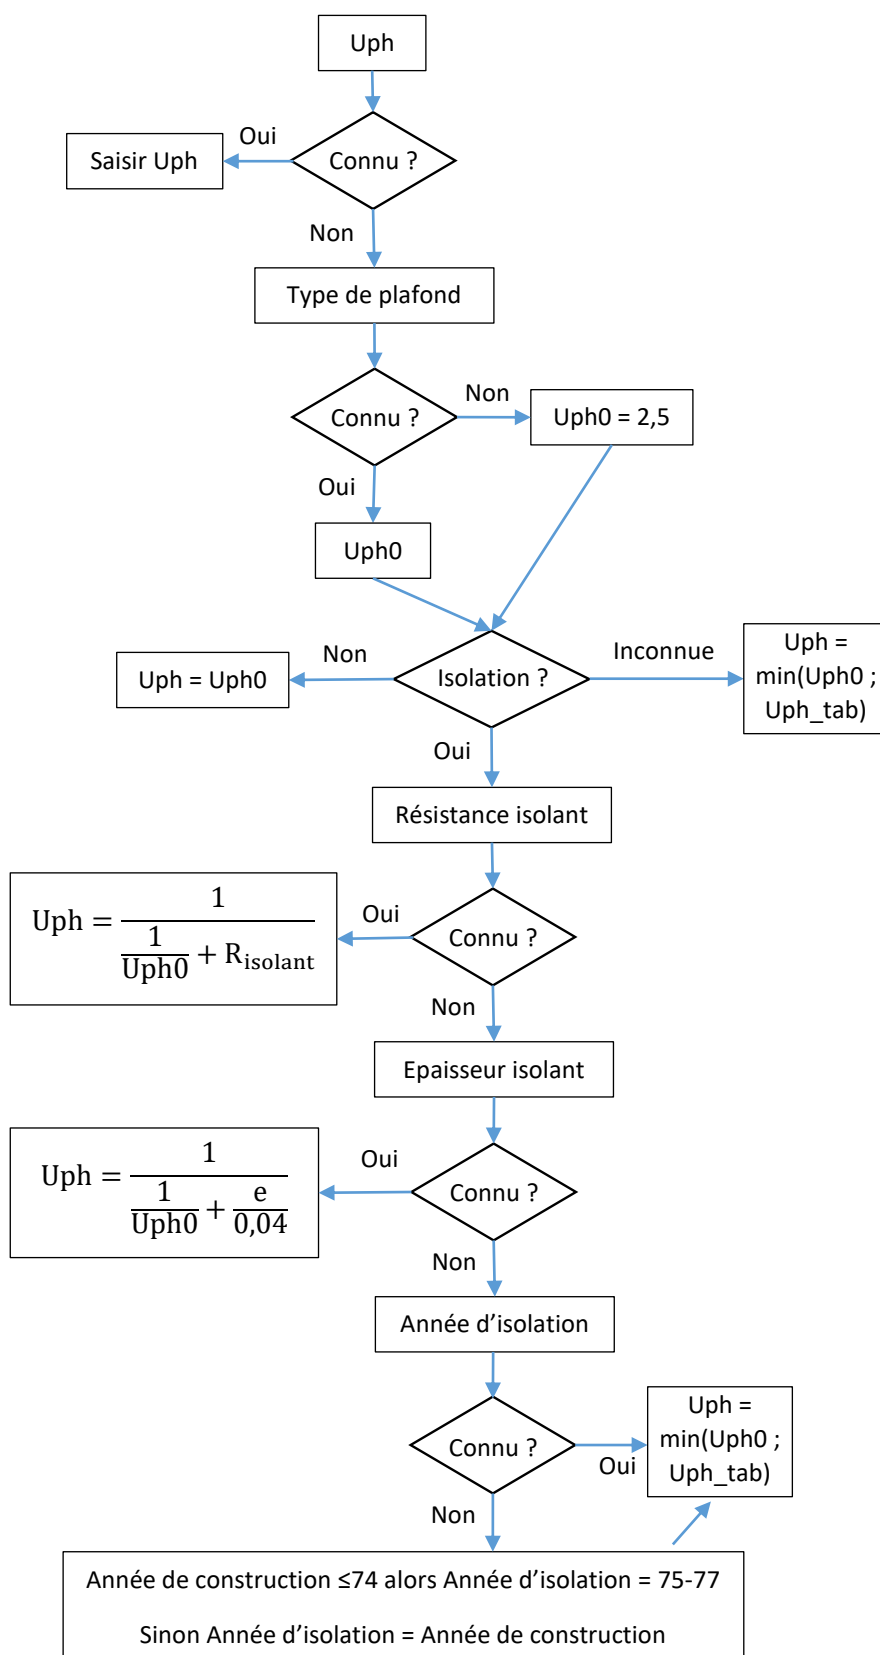 Uph
Connu ?
Oui
Saisir Uph
Non
Type de plafond
Connu ?
Non
Uph0 = 2,5
Oui
Uph0
Isolation ?
Non
Uph = Uph0
Inconnue
Uph =
min(Uph0 ;
Uph_tab)
Oui
Résistance isolant
Connu ?
Oui
Uph = 1 / (1/Uph0 + R_isolant)
Non
Epaisseur isolant
Connu ?
Oui
Uph = 1 / (1/Uph0 + e/0,04)
Non
Année d’isolation
Connu ?
Oui
Uph =
min(Uph0 ;
Uph_tab)
Non
Année de construction ≤74 alors Année d’isolation = 75-77
Sinon Année d’isolation = Année de construction